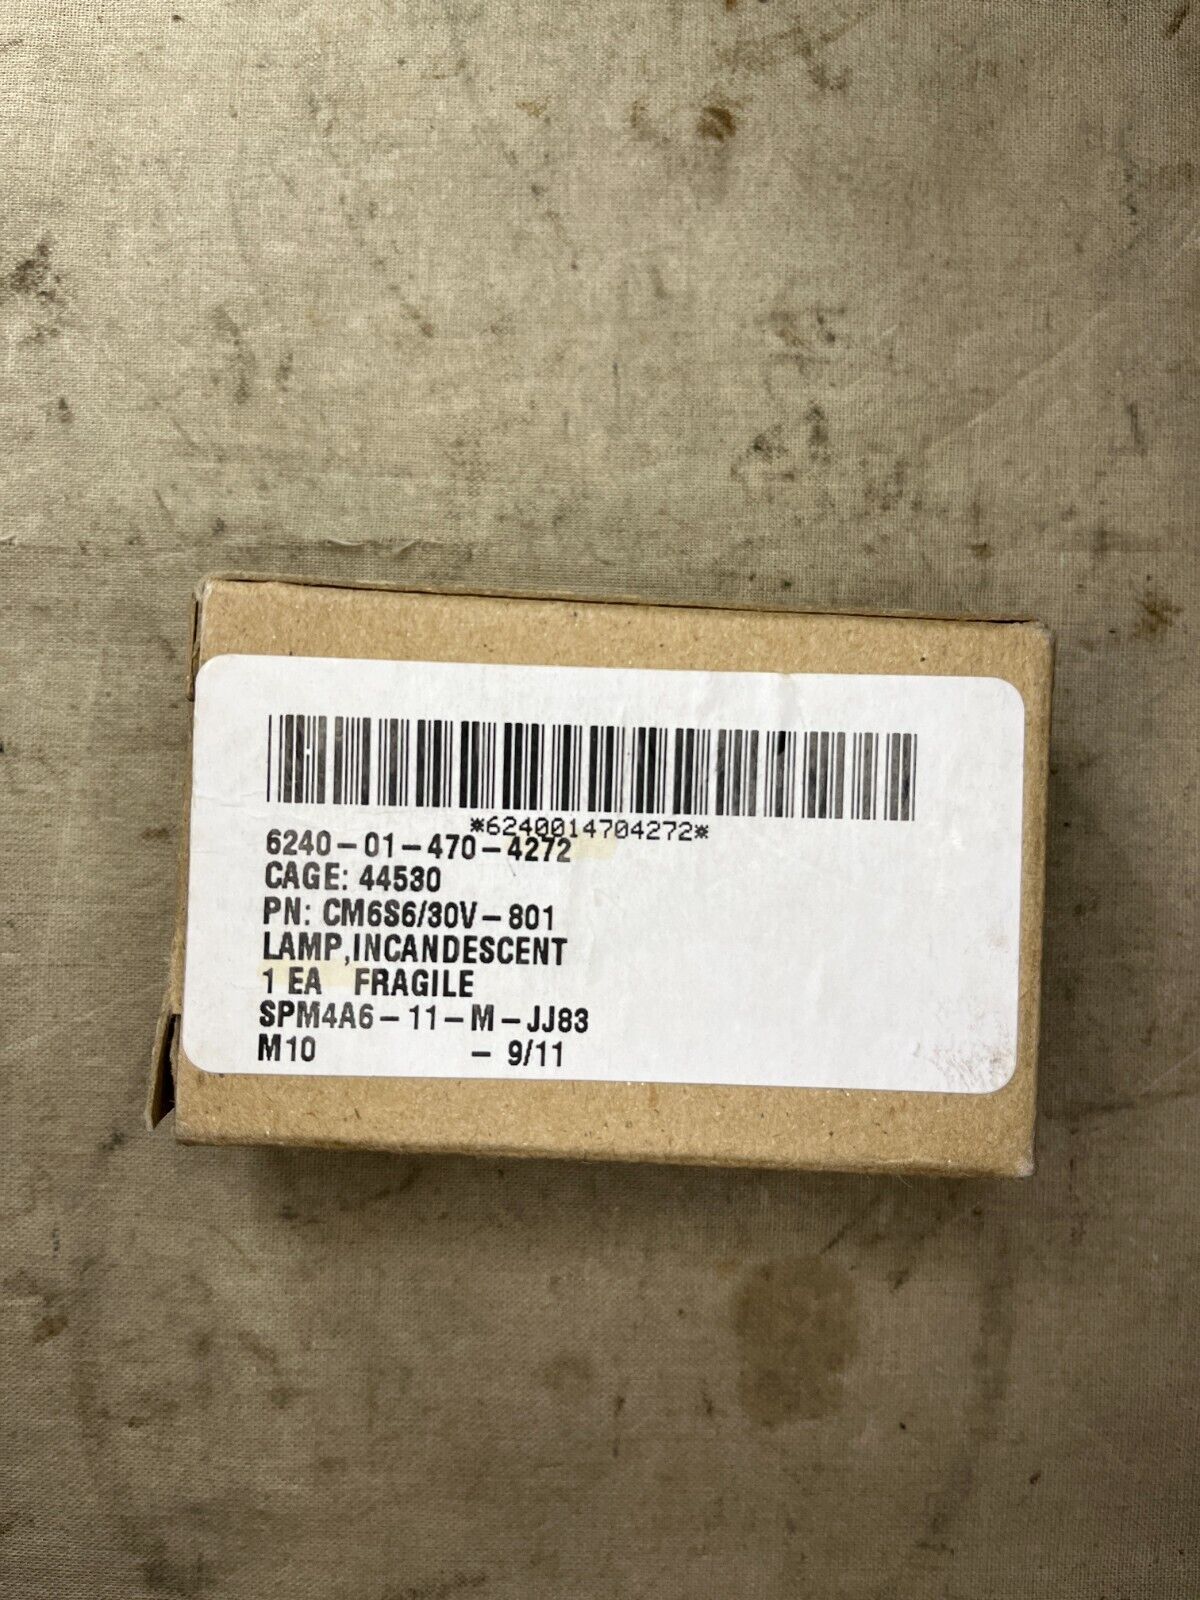 *6240014704272*
6240-01-470-4272
CAGE: 44530
PN: CM6S6/30V-801
LAMP,INCANDESCENT
1 EA FRAGILE
SPM4A6-11-M-JJ83
M10 - 9/11